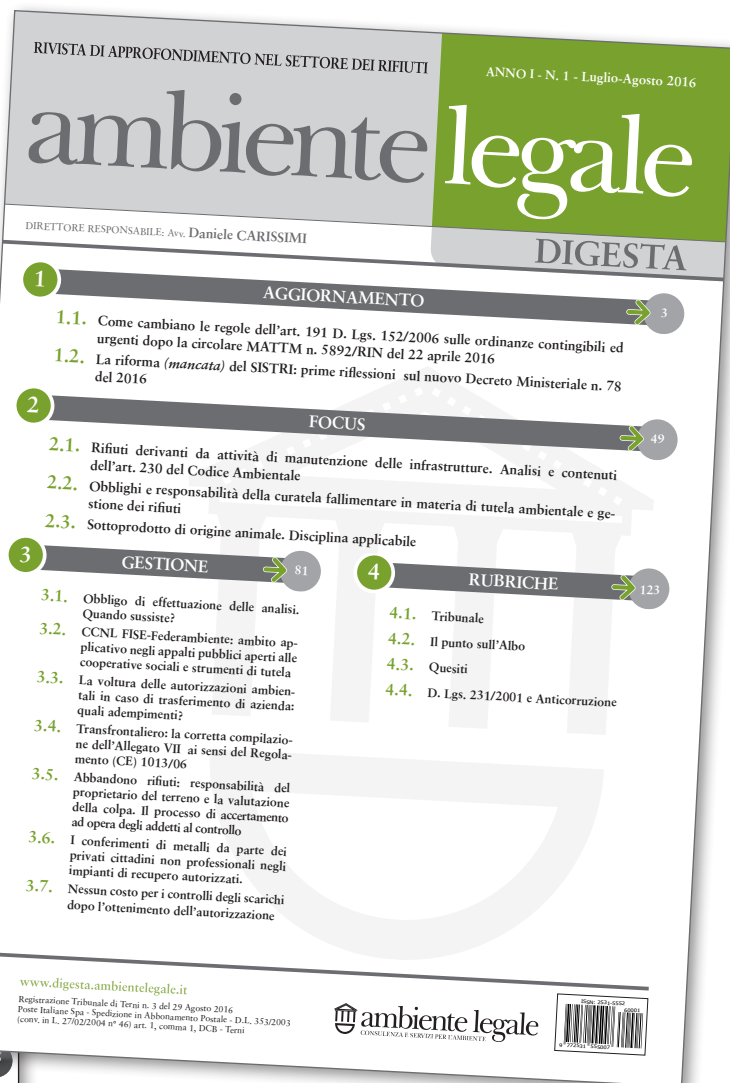 RIVISTA DI APPROFONDIMENTO NEL SETTORE DEI RIFIUTI
ANNO I - N. 1 - Luglio-Agosto 2016
ambiente legale
DIGESTA
DIRETTORE RESPONSABILE: Avv. Daniele CARISSIMI
1 AGGIORNAMENTO 3
1.1. Come cambiano le regole dell'art. 191 D. Lgs. 152/2006 sulle ordinanze contingibili ed
urgenti dopo la circolare MATTM n. 5892/RIN del 22 aprile 2016
1.2. La riforma (mancata) del SISTRI: prime riflessioni sul nuovo Decreto Ministeriale n. 78
del 2016
2 FOCUS 49
2.1. Rifiuti derivanti da attività di manutenzione delle infrastrutture. Analisi e contenuti
dell'art. 230 del Codice Ambientale
2.2. Obblighi e responsabilità della curatela fallimentare in materia di tutela ambientale e ge-
stione dei rifiuti
2.3. Sottoprodotto di origine animale. Disciplina applicabile
3 GESTIONE 81
3.1. Obbligo di effettuazione delle analisi.
Quando sussiste?
3.2. CCNL FISE-Federambiente: ambito ap-
plicativo negli appalti pubblici aperti alle
cooperative sociali e strumenti di tutela
3.3. La voltura delle autorizzazioni ambien-
tali in caso di trasferimento di azienda:
quali adempimenti?
3.4. Transfrontaliero: la corretta compilazio-
ne dell'Allegato VII ai sensi del Regola-
mento (CE) 1013/06
3.5. Abbandono rifiuti: responsabilità del
proprietario del terreno e la valutazione
della colpa. Il processo di accertamento
ad opera degli addetti al controllo
3.6. I conferimenti di metalli da parte dei
privati cittadini non professionali negli
impianti di recupero autorizzati.
3.7. Nessun costo per i controlli degli scarichi
dopo l'ottenimento dell'autorizzazione
4 RUBRICHE 123
4.1. Tribunale
4.2. Il punto sull'Albo
4.3. Quesiti
4.4. D. Lgs. 231/2001 e Anticorruzione
www.digesta.ambientelegale.it
Registrazione Tribunale di Terni n. 3 del 29 Agosto 2016
Poste Italiane Spa - Spedizione in Abbonamento Postale - D.L. 353/2003
(conv. in L. 27/02/2004 n° 46) art. 1, comma 1, DCB - Terni
ambiente legale
CONSULENZA E SERVIZI PER L'AMBIENTE
ISSN: 2531-5552
60001
9 772531 555007